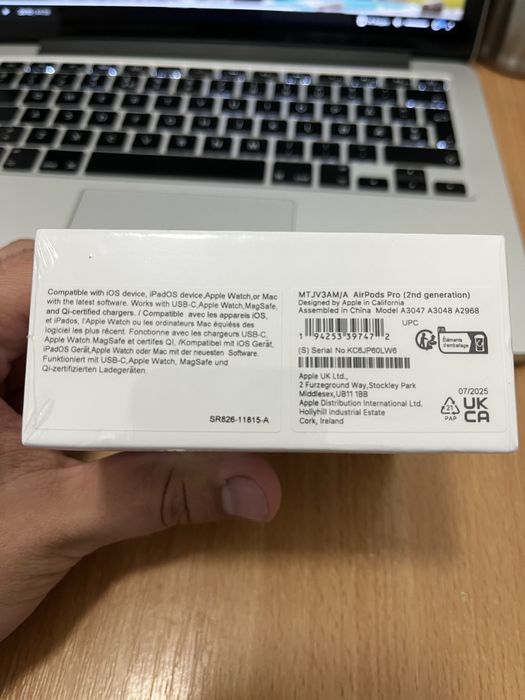 Compatible with iOS device, iPadOS device,Apple Watch,or Mac
with the latest software. Works with USB-C,Apple Watch,MagSafe,
and Qi-certified chargers. / Compatible avec les appareils iOS,
et iPados, l'Apple Watch ou les ordinateurs Mac équiéss des
logiciel les plus récent. Fonctionne avec les chargeurs USB-C,
Apple Watch,MagSafe et certifes QI, /Kompatibel mit iOS Gerät,
iPadOS Gerät,Apple Watch oder Mac mit der neuesten Software.
Funktioniert mit USB-C,Apple Watch, MagSafe und
Qi-zertifizierten Ladegeräten.
SR826-11815-A
MTJV3AM/A AirPods Pro (2nd generation)
Designed by Apple in California
Assembled in China Model A3047 A3048 A2968
UPC
1 94253 39747 2
Éléments
d'emballage
(S) Serial No.KC6JP60LW6
Apple UK Ltd.,
2 Furzeground Way,Stockley Park
Middlesex,UB11 1BB
Apple Distribution International Ltd.
Hollyhill industrial Estate
Cork, Ireland
07/2025
21
PAP
UK
CA